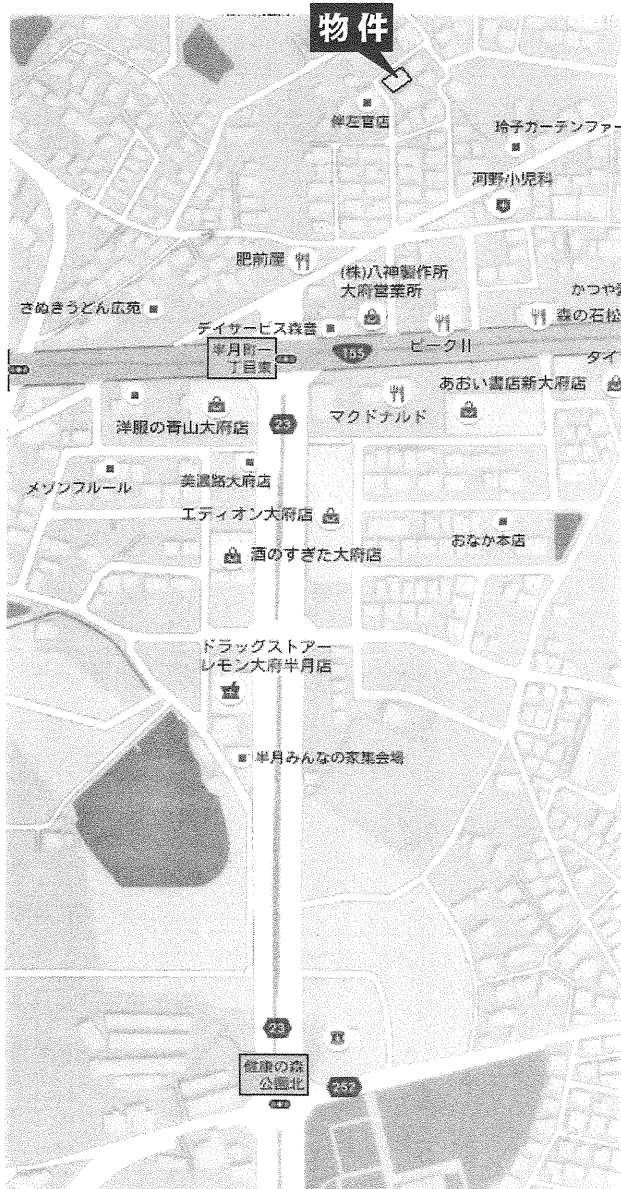 物件
伴左官店
玲子カーデンファー
河野小児科
肥前屋
(株)八神製作所
大府営業所
かつや
さぬきうどん広苑
森の石松
デイサービス森音
半月町一
丁目東
155
ピークII
タイ
あおい書店新大府店
マクドナルド
洋服の青山大府店
23
メゾンフルール
美濃路大府店
エディオン大府店
おなか本店
酒のすぎた大府店
ドラッグストアー
レモン大府半月店
半月みんなの家集会場
23
健康の森
公園北
252